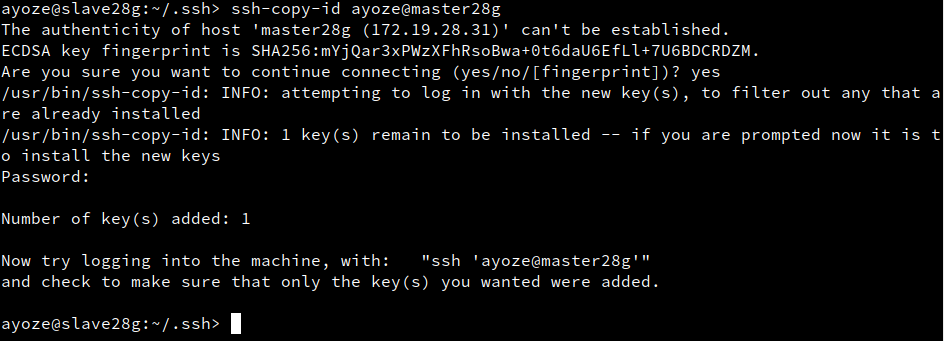 ayoze@slave28g:~/.ssh> ssh-copy-id ayoze@master28g
The authenticity of host 'master28g (172.19.28.31)' can't be established.
ECDSA key fingerprint is SHA256:mYjQar3xPWzXFhRsoBwa+0t6daU6EfLl+7U6BDCRDZM.
Are you sure you want to continue connecting (yes/no/[fingerprint])? yes
/usr/bin/ssh-copy-id: INFO: attempting to log in with the new key(s), to filter out any that a
re already installed
/usr/bin/ssh-copy-id: INFO: 1 key(s) remain to be installed -- if you are prompted now it is t
o install the new keys
Password:
Number of key(s) added: 1
Now try logging into the machine, with:   "ssh 'ayoze@master28g'"
and check to make sure that only the key(s) you wanted were added.
ayoze@slave28g:~/.ssh>